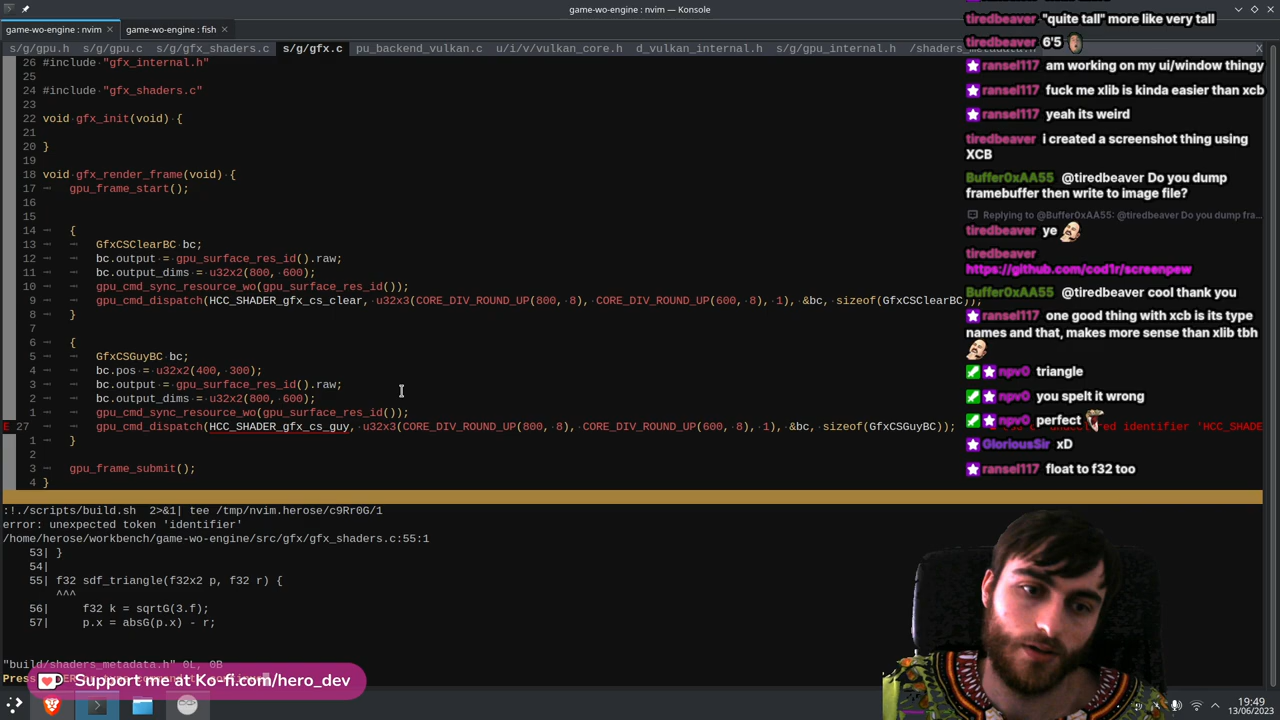 game-wo-engine : nvim — Konsole
game-wo-engine : nvim
game-wo-engine : fish
s/g/gpu.h s/g/gpu.c s/g/gfx_shaders.c s/g/gfx.c pu_backend_vulkan.c u/i/v/vulkan_core.h d_vulkan_internal.h s/g/gpu_internal.h
26 #include "gfx_internal.h"
25
24 #include "gfx_shaders.c"
23
22 void gfx_init(void) {
21
20 }
19
18 void gfx_render_frame(void) {
17 gpu_frame_start();
16
15
14 {
13 GfxCSClearBC bc;
12 bc.output = gpu_surface_res_id().raw;
11 bc.output_dims = u32x2(800, 600);
10 gpu_cmd_sync_resource_wo(gpu_surface_res_id());
9 gpu_cmd_dispatch(HCC_SHADER_gfx_cs_clear, u32x3(CORE_DIV_ROUND_UP(800, 8), CORE_DIV_ROUND_UP(600, 8), 1), &bc, sizeof(GfxCSClearBC));
8 }
7
6 {
5 GfxCSGuyBC bc;
4 bc.pos = u32x2(400, 300);
3 bc.output = gpu_surface_res_id().raw;
2 bc.output_dims = u32x2(800, 600);
1 gpu_cmd_sync_resource_wo(gpu_surface_res_id());
E 27 gpu_cmd_dispatch(HCC_SHADER_gfx_cs_guy, u32x3(CORE_DIV_ROUND_UP(800, 8), CORE_DIV_ROUND_UP(600, 8), 1), &bc, sizeof(GfxCSGuyBC)); identifier 'HCC_SHADE
1 }
2
3 gpu_frame_submit();
4 }
:!./scripts/build.sh 2>&1| tee /tmp/nvim.herose/c9Rr0G/1
error: unexpected token 'identifier'
/home/herose/workbench/game-wo-engine/src/gfx/gfx_shaders.c:55:1
53| }
54|
55| f32 sdf_triangle(f32x2 p, f32 r) {
^^^
56| f32 k = sqrtG(3.f);
57| p.x = absG(p.x) - r;
"build/shaders_metadata.h" 0L, 0B
Support me at Ko-fi.com/hero_dev
tiredbeaver "quite tall" more like very tall
tiredbeaver 6'5
ransel117 am working on my ui/window thingy
ransel117 fuck me xlib is kinda easier than xcb
ransel117 yeah its weird
tiredbeaver i created a screenshot thing using
XCB
Buffer0xAA55 @tiredbeaver Do you dump
framebuffer then write to image file?
Replying to @Buffer0xAA55: @tiredbeaver Do you dump fra...
tiredbeaver ye
tiredbeaver
https://github.com/cod1r/screenpew
Buffer0xAA55 @tiredbeaver cool thank you
ransel117 one good thing with xcb is its type
names and that, makes more sense than xlib tbh
npv0 triangle
npv0 you spelt it wrong
npv0 perfect
GloriousSir xD
ransel117 float to f32 too
19:49
13/06/2023